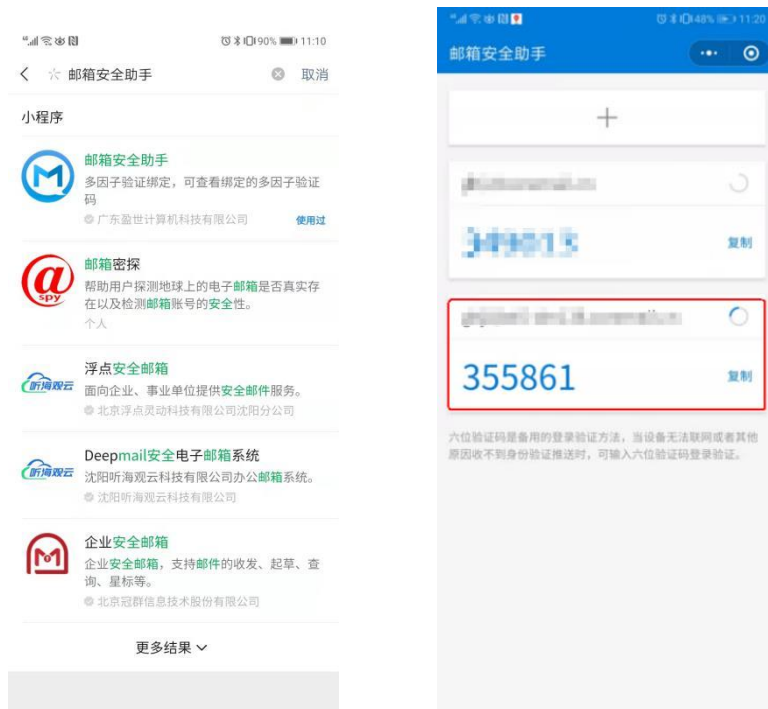 90% 11:10
邮箱安全助手
取消
小程序
邮箱安全助手
多因子验证绑定，可查看绑定的多因子验证
码
广东盈世计算机科技有限公司
使用过
spy
邮箱密探
帮助用户探测地球上的电子邮箱是否真实存
在以及检测邮箱账号的安全性。
个人
听海观云
浮点安全邮箱
面向企业、事业单位提供安全邮件服务。
北京浮点灵动科技有限公司沈阳分公司
听海观云
Deepmail安全电子邮箱系统
沈阳听海观云科技有限公司办公邮箱系统。
沈阳听海观云科技有限公司
企业安全邮箱
企业安全邮箱，支持邮件的收发、起草、查
询、星标等。
北京冠群信息技术股份有限公司
更多结果
48% 11:20
邮箱安全助手
复制
355861
复制
六位验证码是备用的登录验证方法，当设备无法联网或者其他
原因收不到身份验证推送时，可输入六位验证码登录验证。